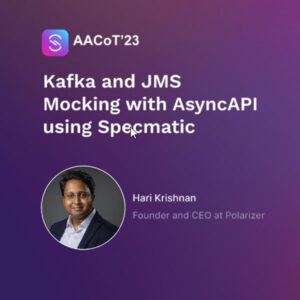 AACoT'23
Kafka and JMS
Mocking with AsyncAPI
using Specmatic
Hari Krishnan
Founder and CEO at Polarizer